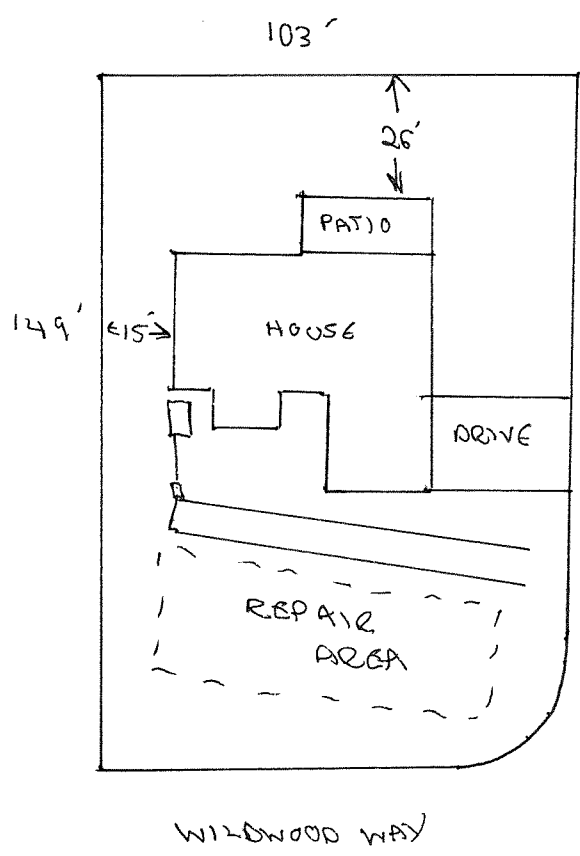 103'
26'
PATIO
149'
15'
HOUSE
DRIVE
REPAIR
AREA
WILDWOOD WAY